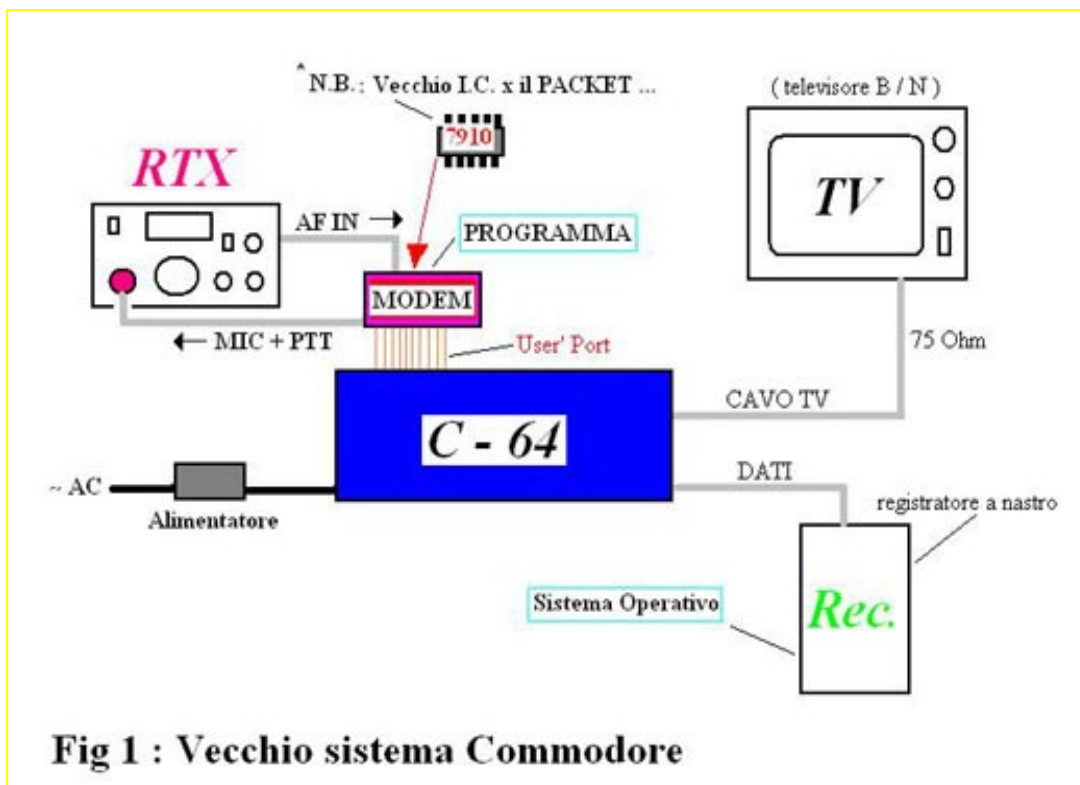 * N.B.: Vecchio I.C. x il PACKET ...
( televisore B / N )
7910
RTX
TV
AF IN →
PROGRAMMA
MODEM
← MIC + PTT
User' Port
75 Ohm
C - 64
CAVO TV
DATI
~ AC
Alimentatore
registratore a nastro
Sistema Operativo
Rec.
Fig 1 : Vecchio sistema Commodore